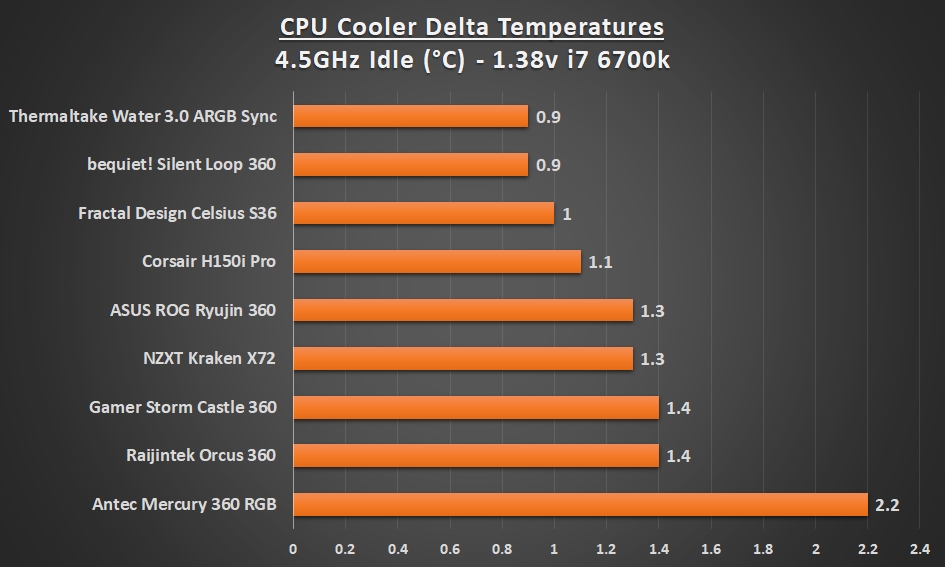 CPU Cooler Delta Temperatures
4.5GHz Idle (°C) - 1.38v i7 6700k
Thermaltake Water 3.0 ARGB Sync 0.9
bequiet! Silent Loop 360 0.9
Fractal Design Celsius S36 1
Corsair H150i Pro 1.1
ASUS ROG Ryujin 360 1.3
NZXT Kraken X72 1.3
Gamer Storm Castle 360 1.4
Raijintek Orcus 360 1.4
Antec Mercury 360 RGB 2.2
0 0.2 0.4 0.6 0.8 1 1.2 1.4 1.6 1.8 2 2.2 2.4